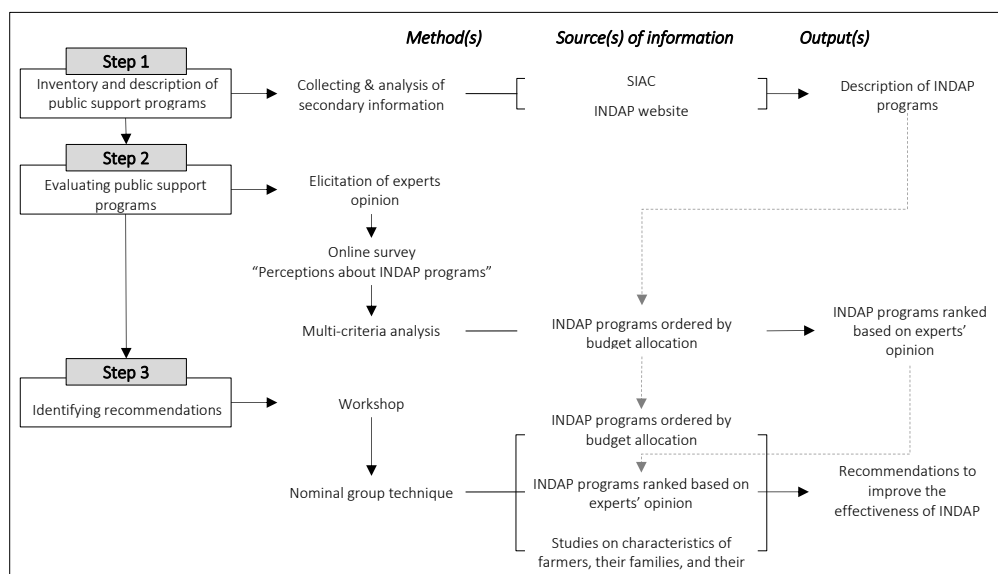 Method(s)
Source(s) of information
Output(s)
Step 1
Inventory and description of
public support programs
Collecting & analysis of
secondary information
SIAC
INDAP website
Description of INDAP
programs
Step 2
Evaluating public support
programs
Elicitation of experts
opinion
Online survey
“Perceptions about INDAP programs”
Multi-criteria analysis
INDAP programs ordered by
budget allocation
INDAP programs ranked
based on experts’
opinion
Step 3
Identifying recommendations
Workshop
Nominal group technique
INDAP programs ordered by
budget allocation
INDAP programs ranked based on
experts’ opinion
Studies on characteristics of
farmers, their families, and their
Recommendations to
improve the
effectiveness of INDAP